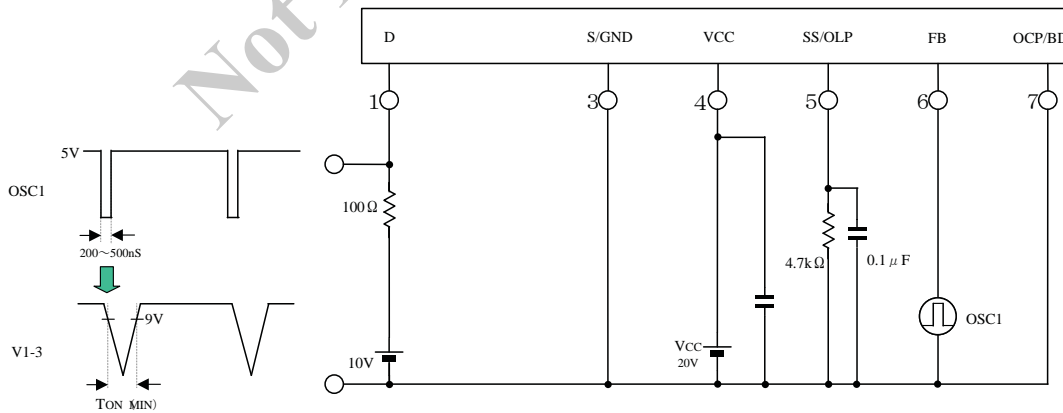 Not
D S/GND VCC SS/OLP FB OCP/BD
1 3 4 5 6 7
5V
OSC1
100Ω
200～500nS
4.7kΩ
0.1μF
OSC1
9V
V1-3
10V
VCC
20V
TON (MIN)